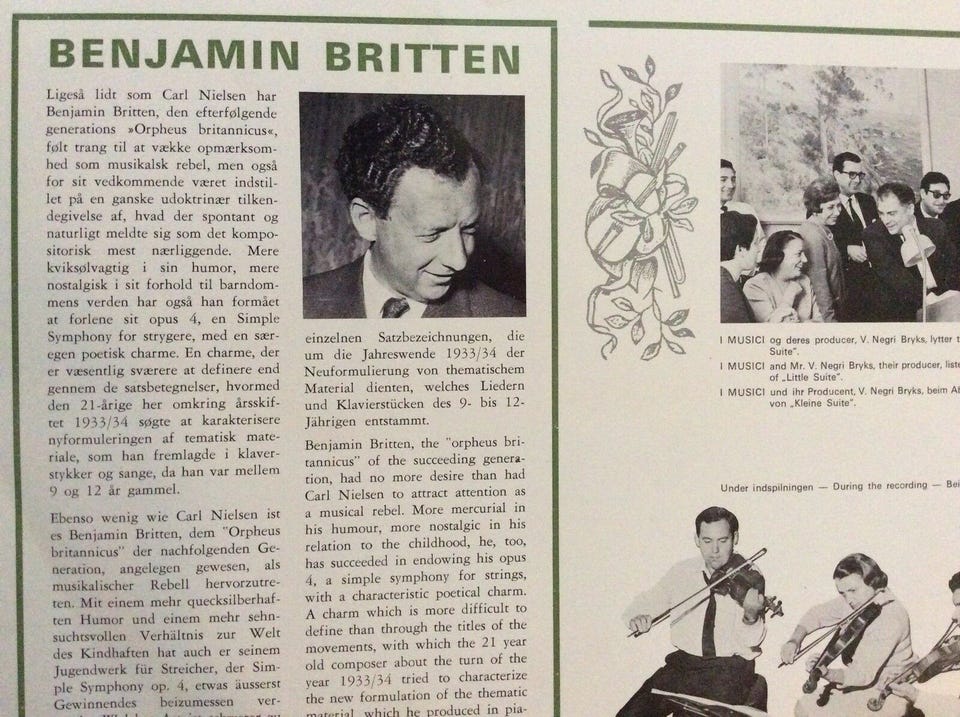 BENJAMIN BRITTEN
Ligeså lidt som Carl Nielsen har
Benjamin Britten, den efterfølgende
generations »Orpheus britannicus«,
følt trang til at vække opmærksom-
hed som musikalsk rebel, men også
for sit vedkommende været indstil-
let på en ganske udoktrinær tilken-
degivelse af, hvad der spontant og
naturligt meldte sig som det kompo-
sitorisk mest nærliggende. Mere
kviksølvagtig i sin humor, mere
nostalgisk i sit forhold til barndom-
mens verden har også han formået
at forlene sit opus 4, en Simple
Symphony for strygere, med en sær-
egen poetisk charme. En charme, der
er væsentlig sværere at definere end
gennem de satsbetegnelser, hvormed
den 21-årige her omkring årsskif-
tet 1933/34 søgte at karakterisere
nyformuleringen af tematisk mate-
riale, som han fremlagde i klaver-
stykker og sange, da han var mellem
9 og 12 år gammel.
Ebenso wenig wie Carl Nielsen ist
es Benjamin Britten, dem "Orpheus
britannicus" der nachfolgenden Ge-
neration, angelegen gewesen, als
musikalischer Rebell hervorzutre-
ten. Mit einem mehr quecksilberhaf-
ten Humor und einem mehr sehn-
suchtsvollen Verhältnis zur Welt
des Kindhaften hat auch er seinem
Jugendwerk für Streicher, der Sim-
ple Symphony op. 4, etwas äusserst
Gewinnendes beizumessen ver-
einzelnen Satzbezeichnungen, die
um die Jahreswende 1933/34 der
Neuformulierung von thematischem
Material dienten, welches Liedern
und Klavierstücken des 9- bis 12-
Jährigen entstammt.
Benjamin Britten, the "orpheus bri-
tannicus" of the succeeding genera-
tion, had no more desire than had
Carl Nielsen to attract attention as
a musical rebel. More mercurial in
his humour, more nostalgic in his
relation to the childhood, he, too,
has succeeded in endowing his opus
4, a simple symphony for strings,
with a characteristic poetical charm.
A charm which is more difficult to
define than through the titles of the
movements, with which the 21 year
old composer about the turn of the
year 1933/34 tried to characterize
the new formulation of the thematic
material which he produced in pia-
I MUSICI og deres producer, V. Negri Bryks, lytter t
Suite".
I MUSICI and Mr. V. Negri Bryks, their producer, liste
of „Little Suite".
I MUSICI und ihr Producent, V. Negri Bryks, beim Ab
von „Kleine Suite".
Under indspilningen — During the recording — Bei